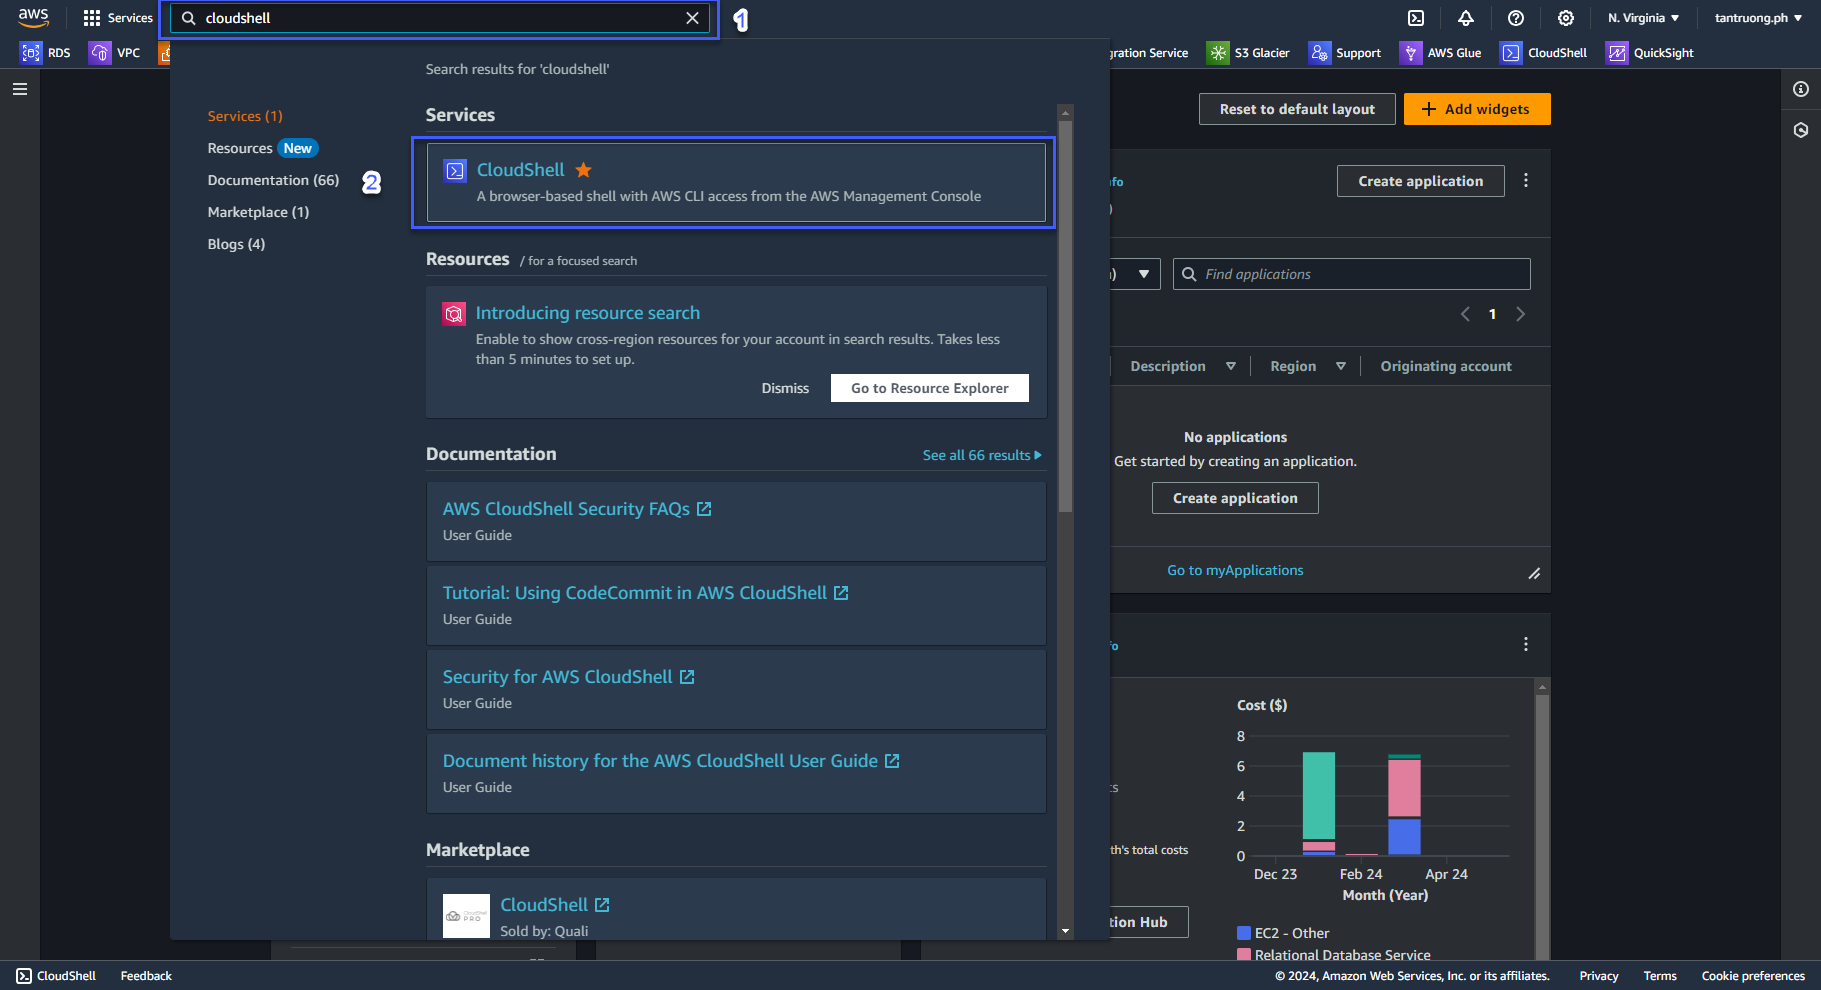 aws
Services
cloudshell
1
N. Virginia
tantruong.ph
RDS
VPC
gration Service
S3 Glacier
Support
AWS Glue
CloudShell
QuickSight
Search results for 'cloudshell'
Services (1)
Resources New
Documentation (66)
2
Marketplace (1)
Blogs (4)
Services
CloudShell
A browser-based shell with AWS CLI access from the AWS Management Console
Resources / for a focused search
Introducing resource search
Enable to show cross-region resources for your account in search results. Takes less
than 5 minutes to set up.
Dismiss
Go to Resource Explorer
Documentation
See all 66 results
AWS CloudShell Security FAQs
User Guide
Tutorial: Using CodeCommit in AWS CloudShell
User Guide
Security for AWS CloudShell
User Guide
Document history for the AWS CloudShell User Guide
User Guide
Marketplace
CloudShell
PRO
CloudShell
Sold by: Quali
Reset to default layout
Add widgets
nfo
Create application
)
)
Find applications
1
Description
Region
Originating account
No applications
Get started by creating an application.
Create application
Go to myApplications
fo
ts
th's total costs
tion Hub
Cost ($)
8
6
4
2
0
Dec 23
Feb 24
Apr 24
Month (Year)
EC2 - Other
Relational Database Service
CloudShell
Feedback
© 2024, Amazon Web Services, Inc. or its affiliates.
Privacy
Terms
Cookie preferences